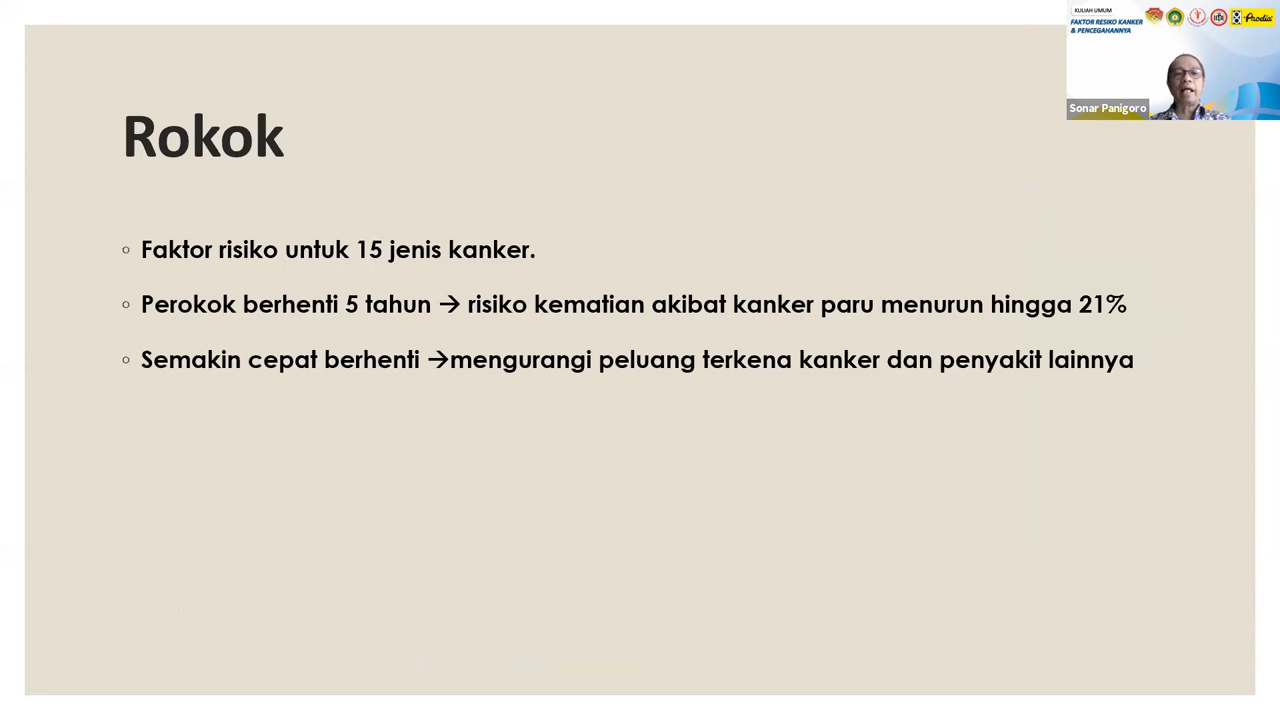 KULIAH UMUM
FAKTOR RESIKO KANKER
& PENCEGAHANNYA
Prodia
Sonar Panigoro
Rokok
Faktor risiko untuk 15 jenis kanker.
Perokok berhenti 5 tahun → risiko kematian akibat kanker paru menurun hingga 21%
Semakin cepat berhenti →mengurangi peluang terkena kanker dan penyakit lainnya